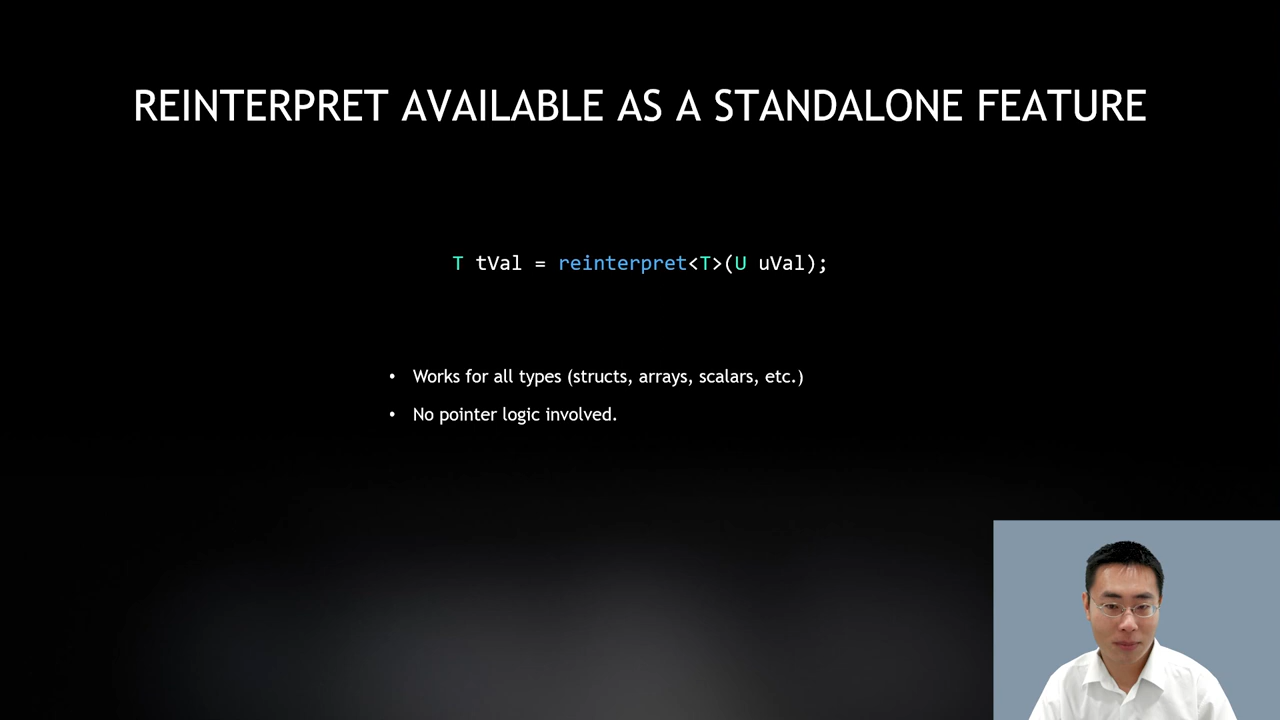 REINTERPRET AVAILABLE AS A STANDALONE FEATURE
T tVal = reinterpret<T>(U uVal);
• Works for all types (structs, arrays, scalars, etc.)
• No pointer logic involved.